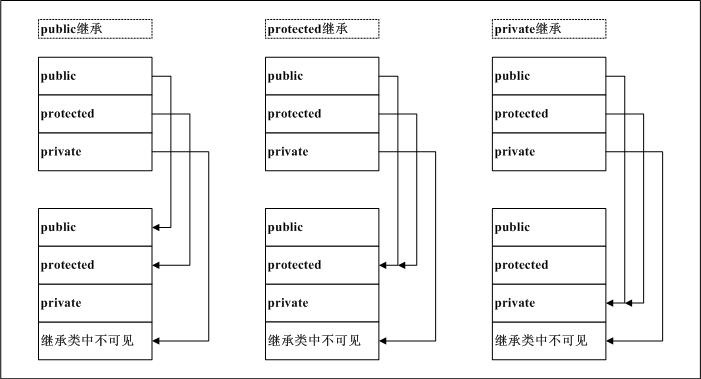 public继承
public
protected
private
public
protected
private
继承类中不可见
protected继承
public
protected
private
public
protected
private
继承类中不可见
private继承
public
protected
private
public
protected
private
继承类中不可见